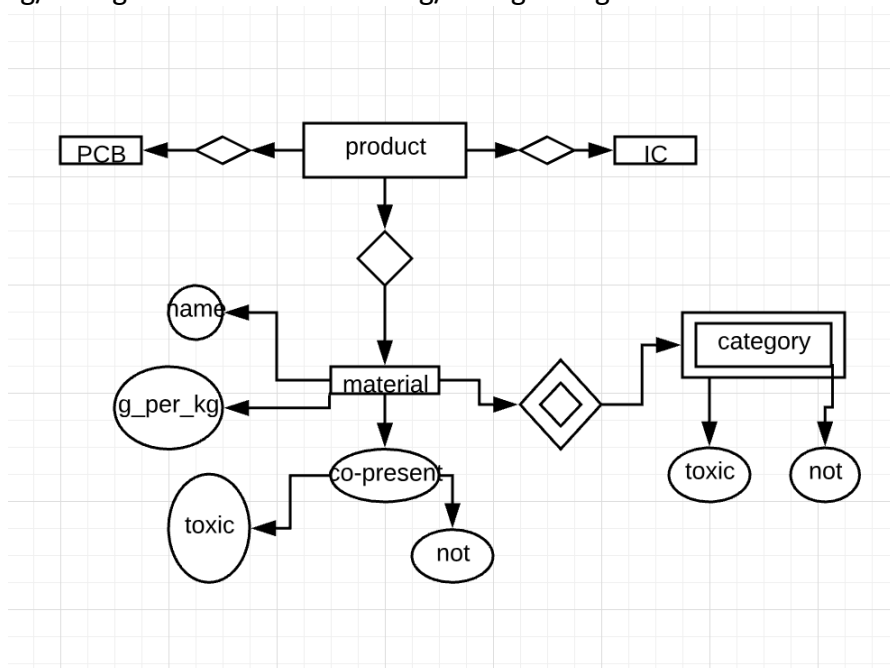 product
PCB
IC
name
category
material
g_per_kg
co-present
toxic
not
toxic
not